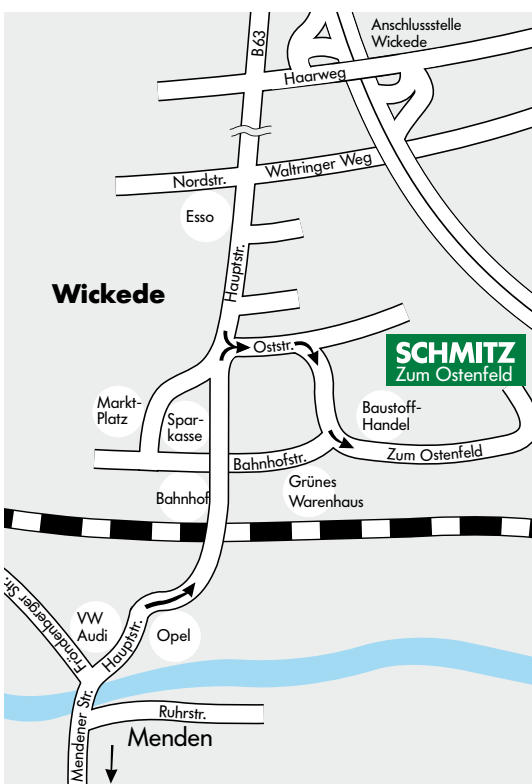 Anschlussstelle
Wickede
B63
Haarweg
Waltringer Weg
Nordstr.
Esso
Hauptstr.
Wickede
Oststr.
SCHMITZ
Zum Ostenfeld
Markt-
Platz
Spar-
kasse
Baustoff-
Handel
Zum Ostenfeld
Bahnhofstr.
Bahnhof
Grünes
Warenhaus
Fröndenberger Str.
VW
Audi
Hauptstr.
Opel
Mendener Str.
Ruhrstr.
Menden